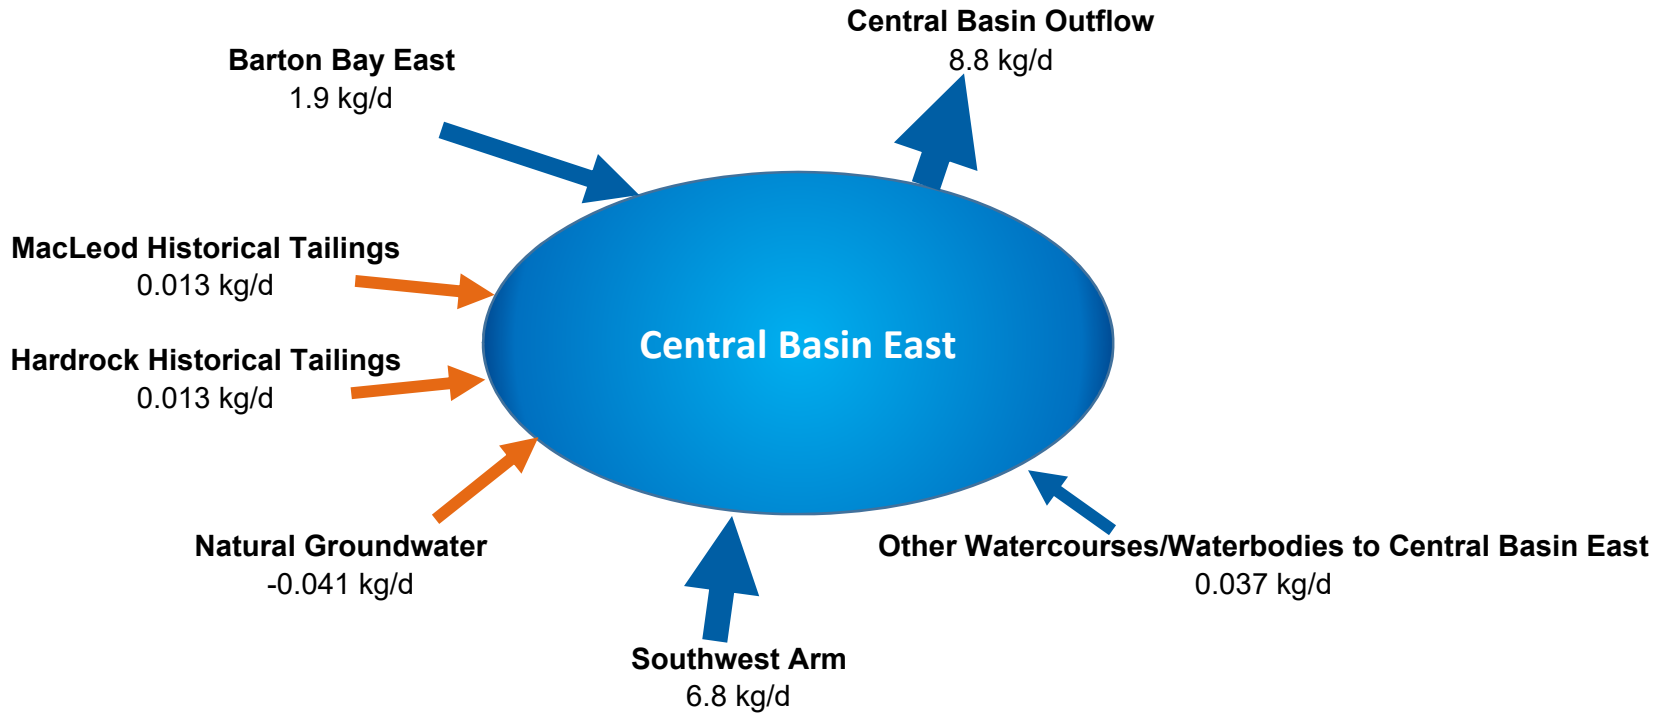 Central Basin Outflow
8.8 kg/d
Barton Bay East
1.9 kg/d
MacLeod Historical Tailings
0.013 kg/d
Central Basin East
Hardrock Historical Tailings
0.013 kg/d
Natural Groundwater
-0.041 kg/d
Other Watercourses/Waterbodies to Central Basin East
0.037 kg/d
Southwest Arm
6.8 kg/d